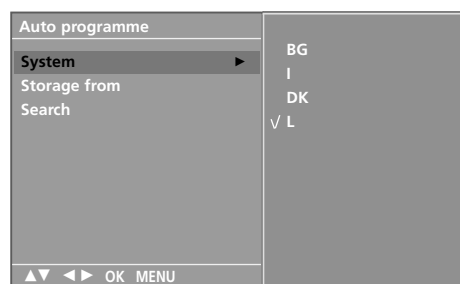 Auto programme
System ►
Storage from
Search
BG
I
DK
√ L
▲▼ ◄► OK MENU